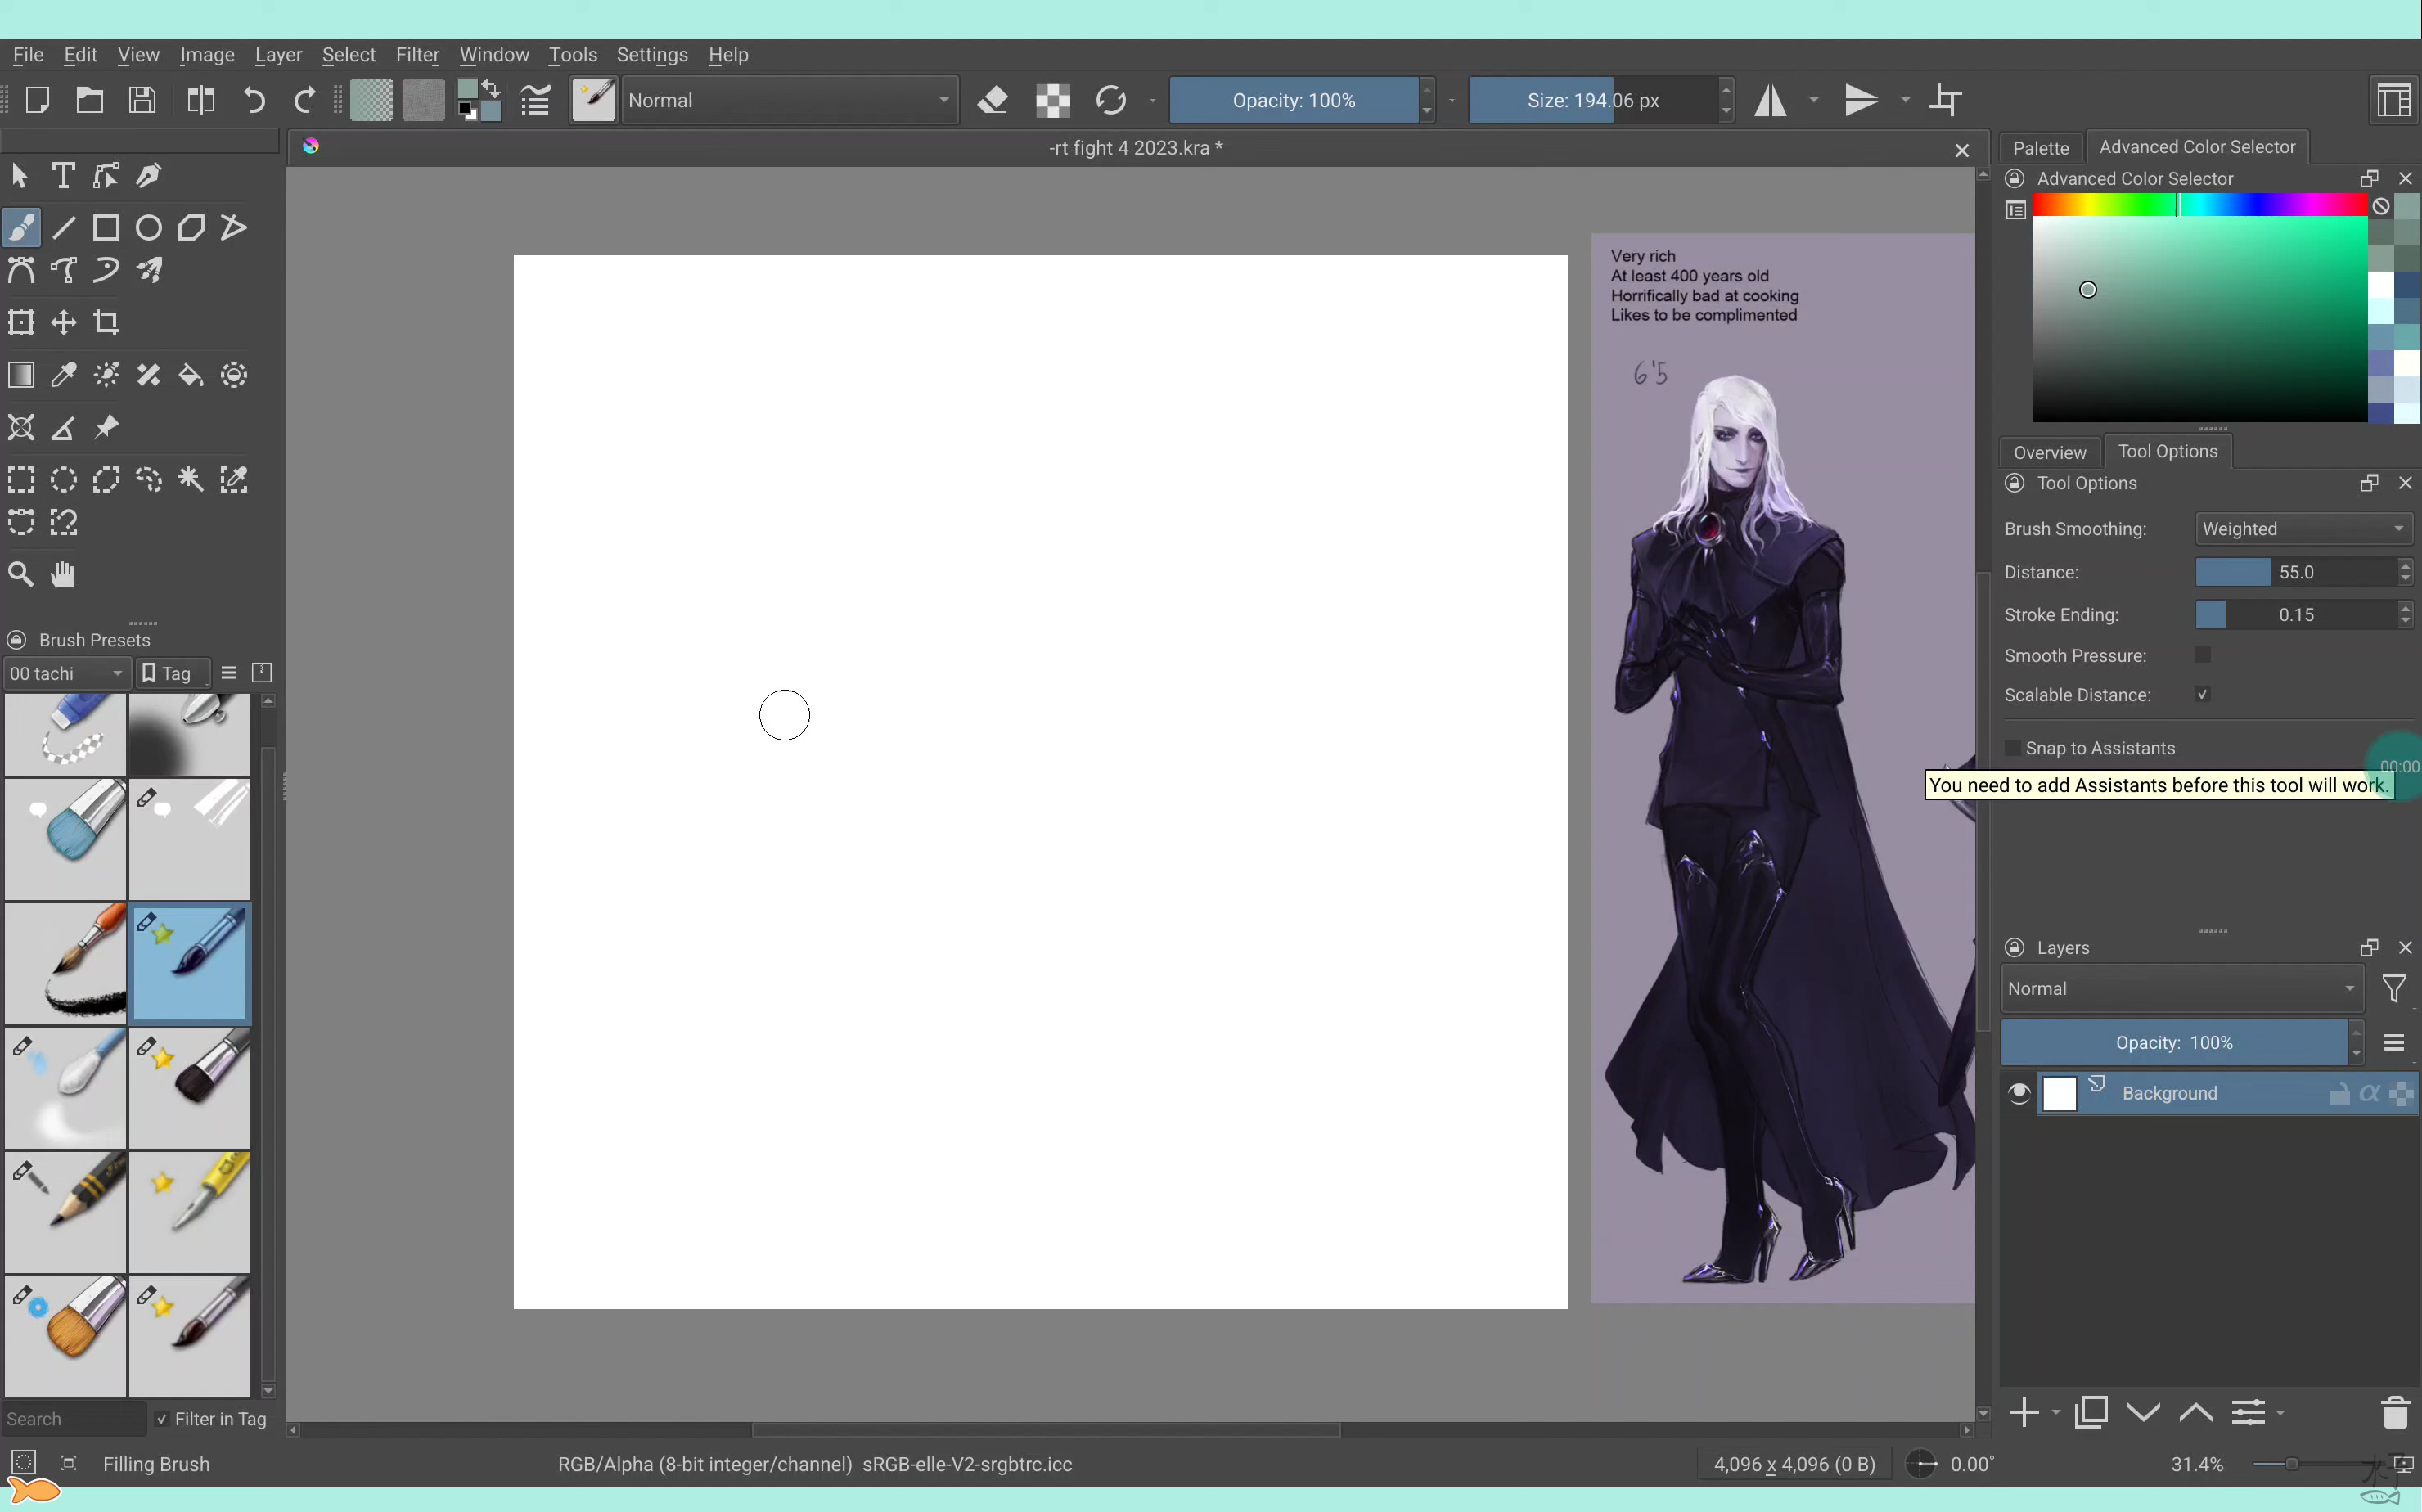 File Edit View Image Layer Select Filter Window Tools Settings Help
Normal
Opacity: 100%
Size: 194.06 px
-rt fight 4 2023.kra *
Palette
Advanced Color Selector
Advanced Color Selector
Very rich
At least 400 years old
Horrifically bad at cooking
Likes to be complimented
6'5
Overview
Tool Options
Tool Options
Brush Smoothing: Weighted
Distance: 55.0
Stroke Ending: 0.15
Smooth Pressure:
Scalable Distance:
Snap to Assistants
00:00
You need to add Assistants before this tool will work.
Brush Presets
00 tachi
Tag
Layers
Normal
Opacity: 100%
Background
Search
Filter in Tag
Filling Brush
RGB/Alpha (8-bit integer/channel) sRGB-elle-V2-srgbtrc.icc
4,096 x 4,096 (0 B)
0.00°
31.4%